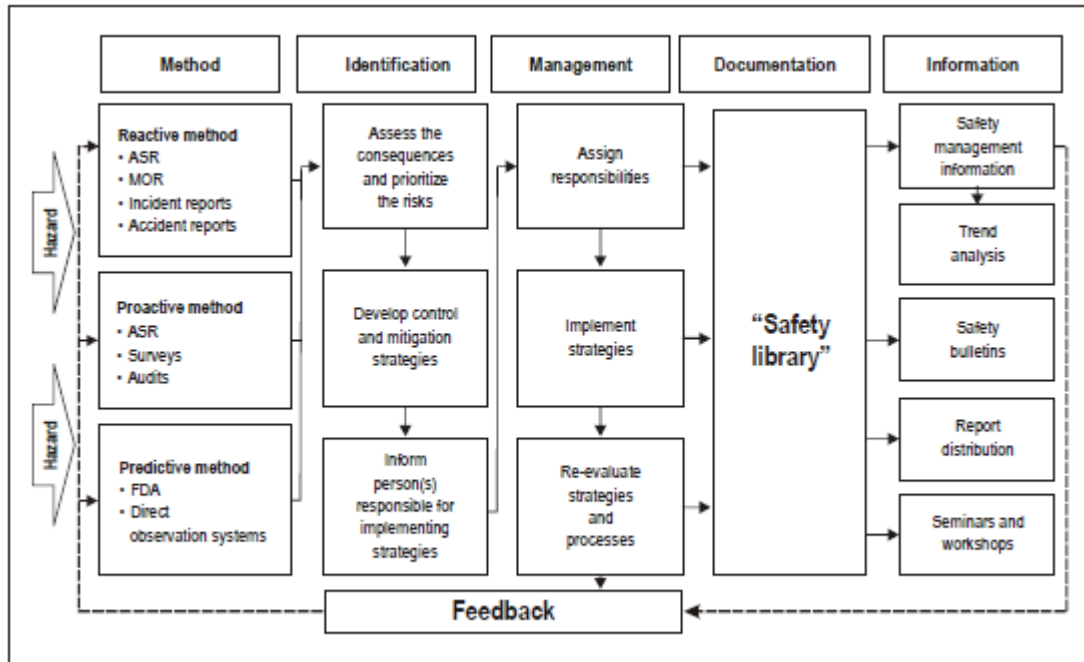 Method
Identification
Management
Documentation
Information
Hazard
Hazard
Reactive method
• ASR
• MOR
• Incident reports
• Accident reports
Proactive method
• ASR
• Surveys
• Audits
Predictive method
• FDA
• Direct
observation systems
Assess the
consequences
and prioritize
the risks
Develop control
and mitigation
strategies
Inform
person(s)
responsible for
implementing
strategies
Assign
responsibilities
Implement
strategies
Re-evaluate
strategies
and
processes
“Safety
library”
Safety
management
information
Trend
analysis
Safety
bulletins
Report
distribution
Seminars and
workshops
Feedback